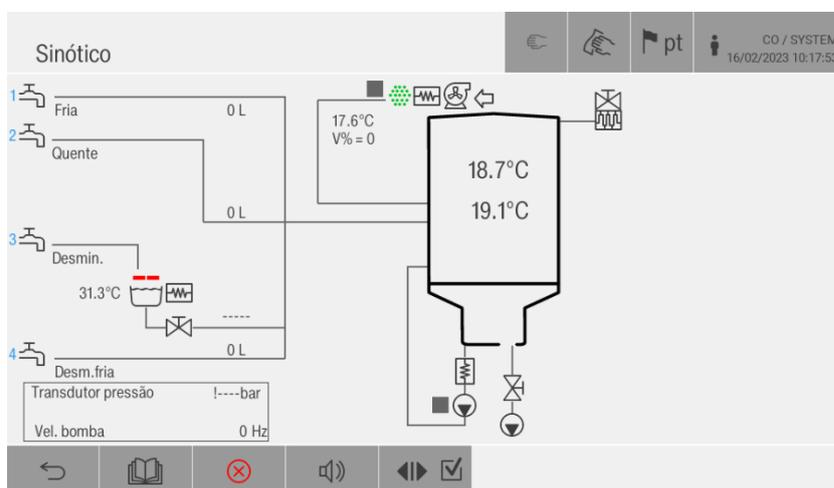 Sinótico
pt
CO / SYSTEM
16/02/2023 10:17:53
1
Fria
0 L
17.6°C
V% = 0
2
Quente
18.7°C
19.1°C
0 L
3
Desmin.
31.3°C
-----
4
0 L
Desm.fria
Transdutor pressão !----bar
Vel. bomba 0 Hz